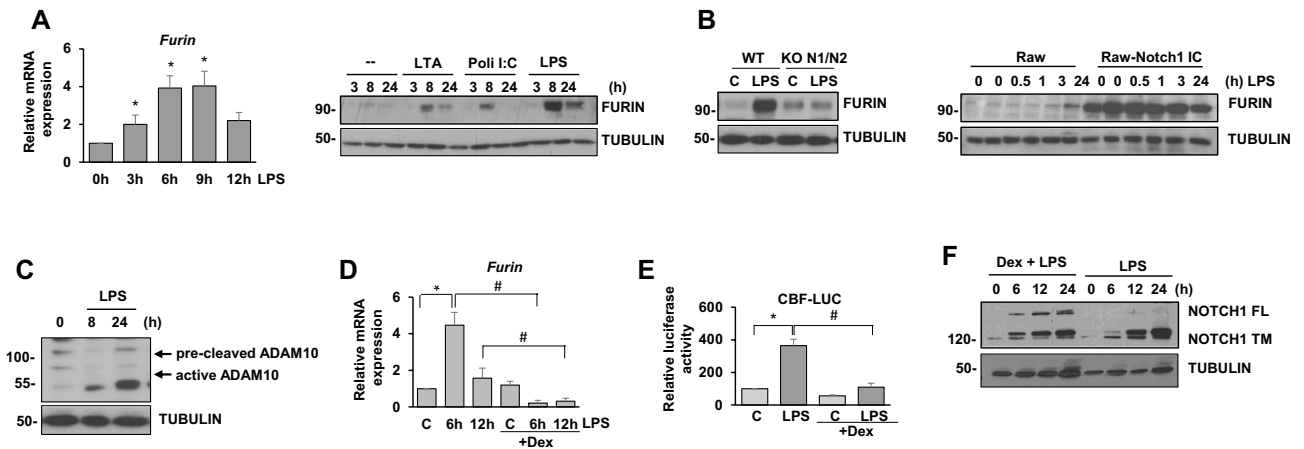 A
Furin
Relative mRNA expression
6
4
2
0
* * *
0h 3h 6h 9h 12h LPS
-- LTA Poli I:C LPS
3 8 24 3 8 24 3 8 24 3 8 24 (h)
90- FURIN
50- TUBULIN
B
WT KO N1/N2
C LPS C LPS
90- FURIN
50- TUBULIN
Raw Raw-Notch1 IC
0 0 0.5 1 3 24 0 0 0.5 1 3 24 (h) LPS
90- FURIN
50- TUBULIN
C
LPS
0 8 24 (h)
100- pre-cleaved ADAM10
active ADAM10
55-
50- TUBULIN
D
Furin
Relative mRNA expression
6
4
2
0
* # #
C 6h 12h C 6h 12h LPS
+Dex
E
CBF-LUC
Relative luciferase activity
600
400
200
0
* #
C LPS C LPS
+Dex
F
Dex + LPS LPS
0 6 12 24 0 6 12 24 (h)
NOTCH1 FL
120- NOTCH1 TM
50- TUBULIN